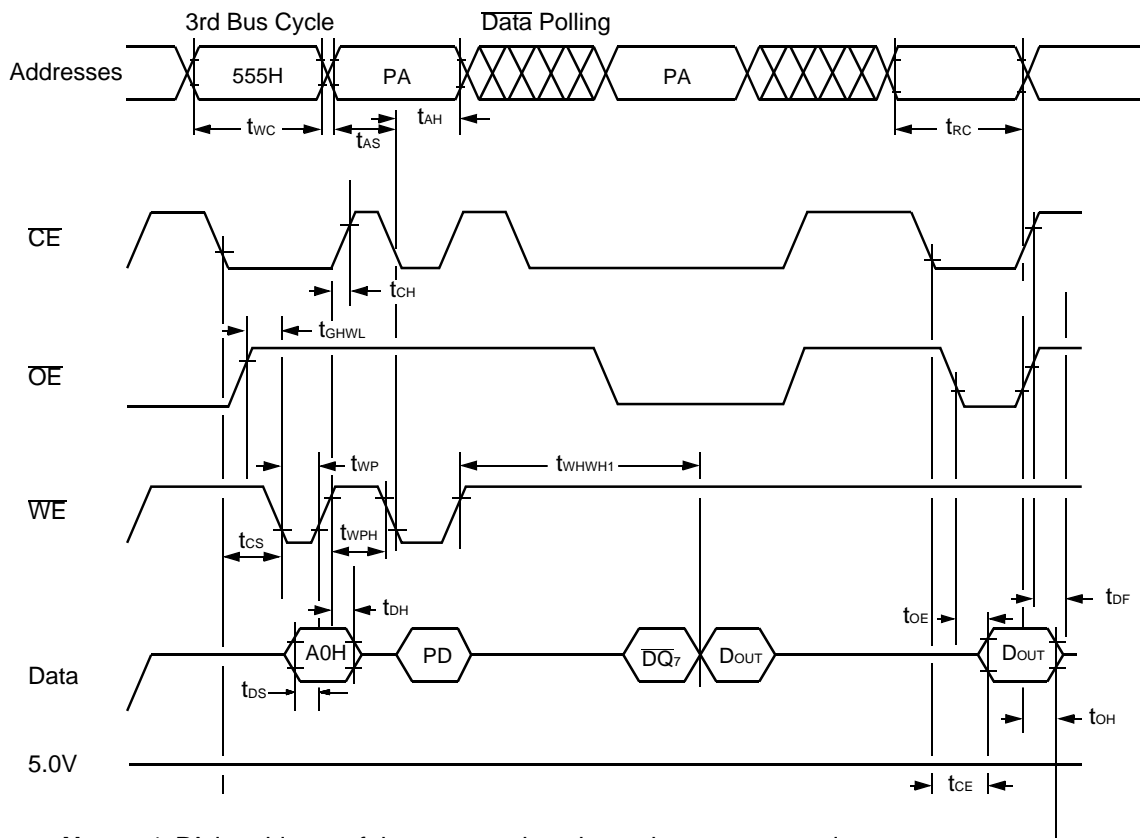 3rd Bus Cycle
Data Polling
Addresses
555H
PA
PA
tWC
tAS
tAH
tRC
CE
tCH
tGHWL
OE
tWP
tWHWH1
WE
tCS
tWPH
tDH
tOE
tDF
Data
A0H
PD
DQ7
DOUT
DOUT
tDS
tOH
5.0V
tCE